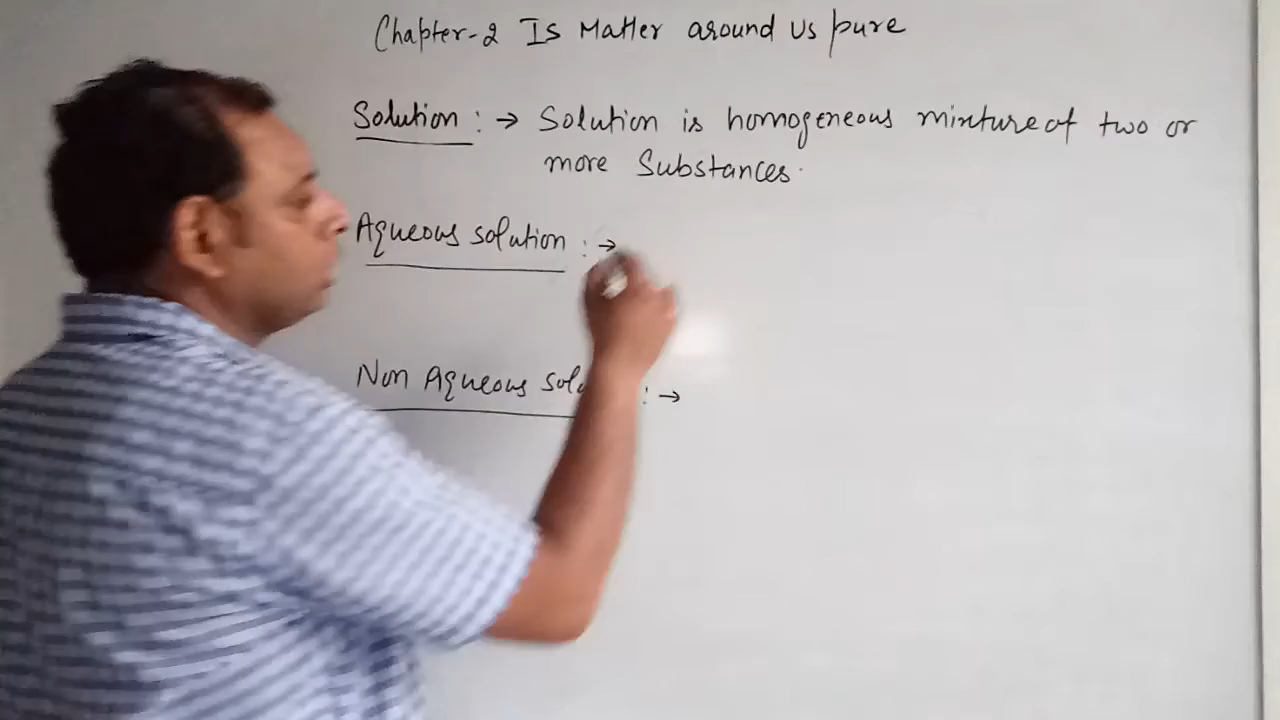 Chapter-2 Is Matter around us pure
Solution : → Solution is homogeneous mixture of two or
more Substances.
Aqueous solution : →
Non Aqueous : →